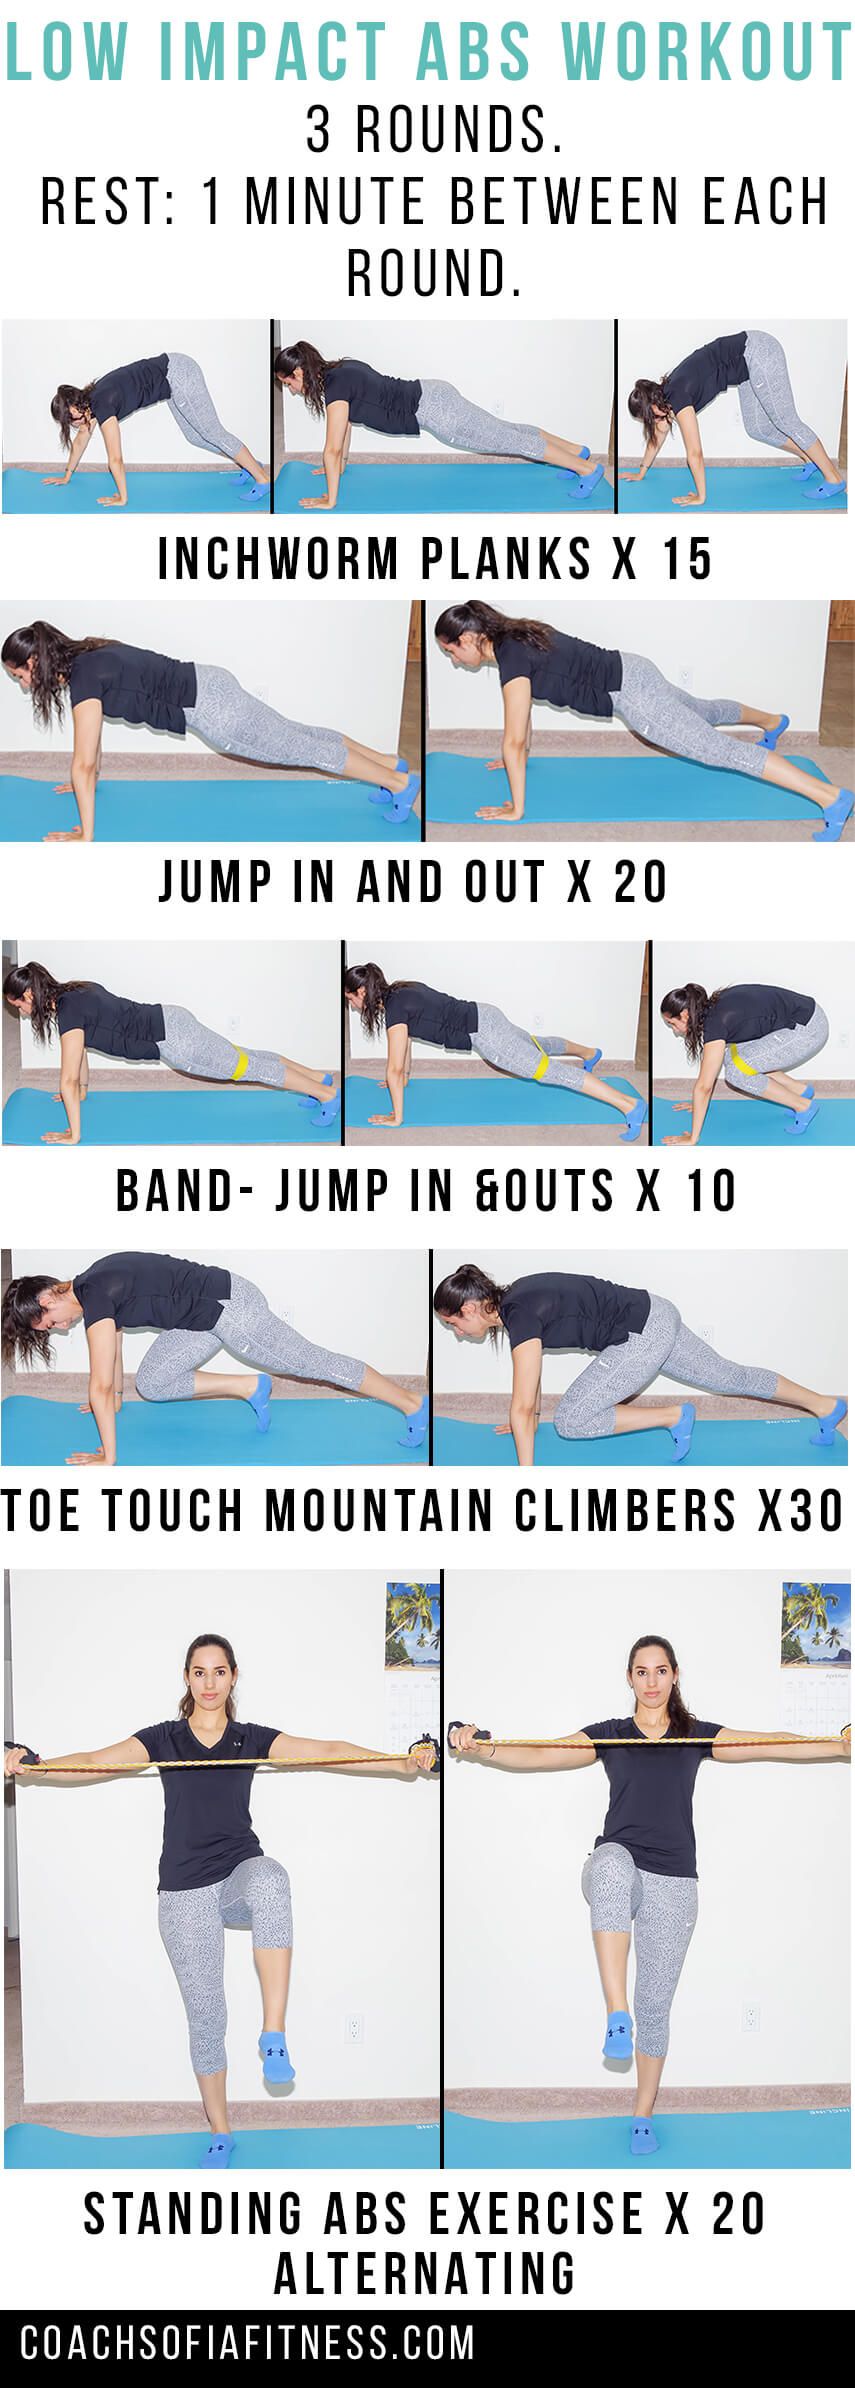 LOW IMPACT ABS WORKOUT
3 ROUNDS.
REST: 1 MINUTE BETWEEN EACH
ROUND.
INCHWORM PLANKS X 15
JUMP IN AND OUT X 20
BAND- JUMP IN &OUTS X 10
TOE TOUCH MOUNTAIN CLIMBERS X30
STANDING ABS EXERCISE X 20
ALTERNATING
COACHSOFIAFITNESS.COM